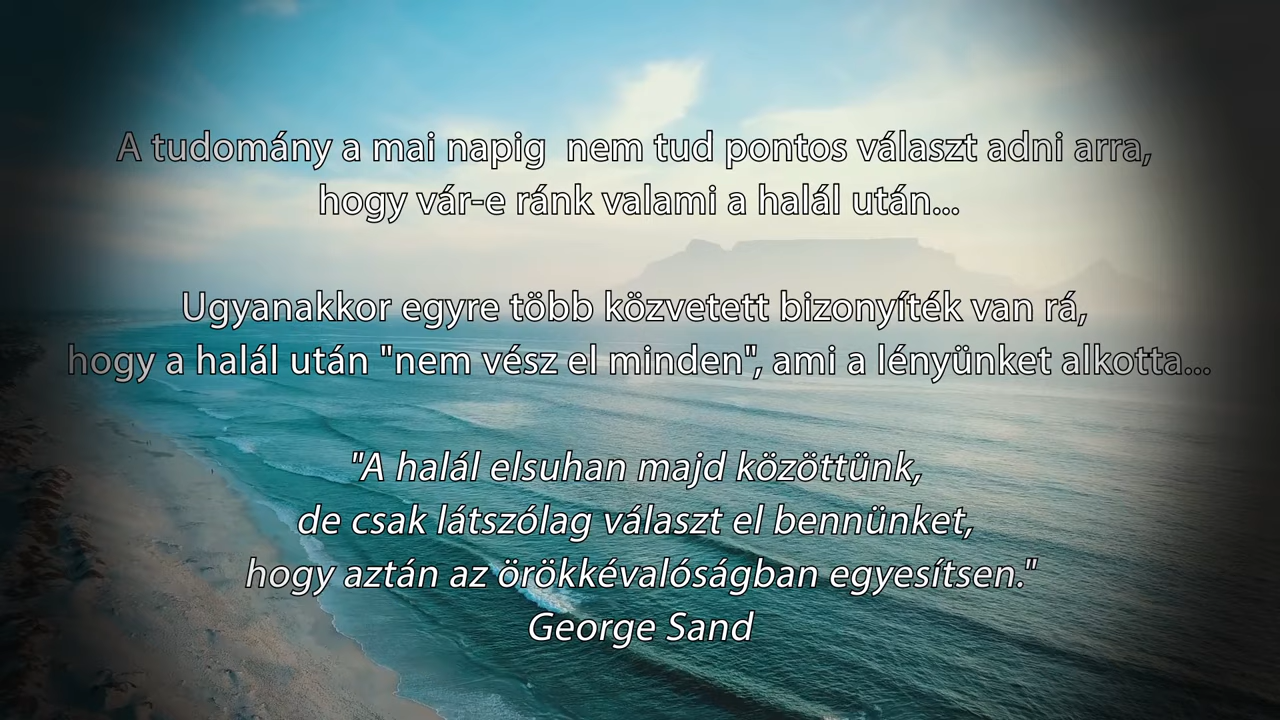 A tudomány a mai napig  nem tud pontos választ adni arra,
hogy vár-e ránk valami a halál után...
Ugyanakkor egyre több közvetett bizonyíték van rá,
hogy a halál után "nem vész el minden", ami a lényünket alkotta...
"A halál elsuhan majd közöttünk,
de csak látszólag választ el bennünket,
hogy aztán az örökkévalóságban egyesítsen."
George Sand